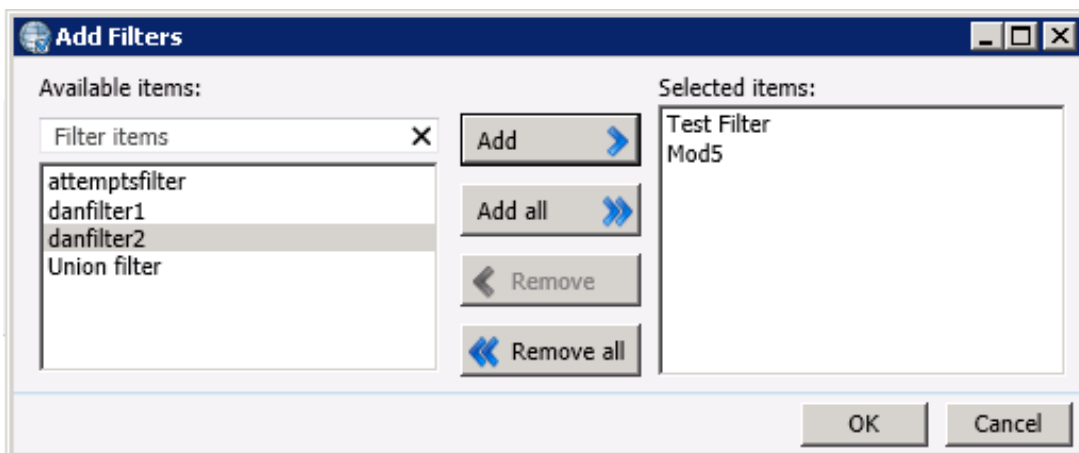 Add Filters
Available items:
Filter items
attemptsfilter
danfilter1
danfilter2
Union filter
Add
Add all
Remove
Remove all
Selected items:
Test Filter
Mod5
OK
Cancel